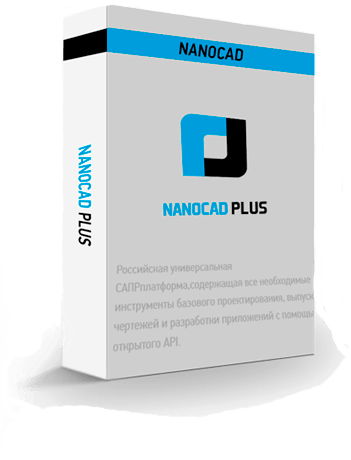 NANOCAD
NANOCAD PLUS
NANOCAD PLUS
Российская универсальная
САПРплатформа,содержащая все необходимые
инструменты базового проектирования, выпуск
чертежей и разработки приложений с помощью
открытого API.